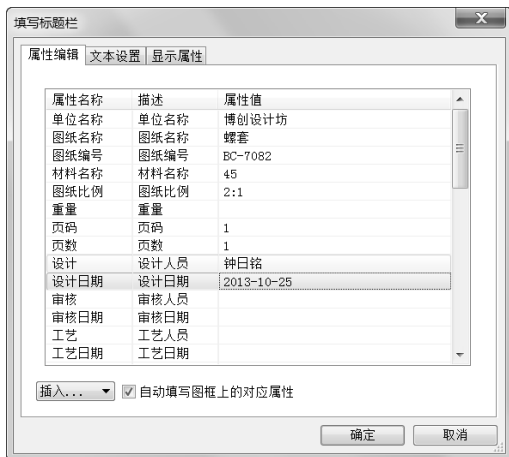 填写标题栏
属性编辑 文本设置 显示属性
属性名称 描述 属性值
单位名称 单位名称 博创设计坊
图纸名称 图纸名称 螺套
图纸编号 图纸编号 BC-7082
材料名称 材料名称 45
图纸比例 图纸比例 2:1
重量 重量
页码 页码 1
页数 页数 1
设计 设计人员 钟日铭
设计日期 设计日期 2013-10-25
审核 审核人员
审核日期 审核日期
工艺 工艺人员
工艺日期 工艺日期
插入... 自动填写图框上的对应属性
确定 取消